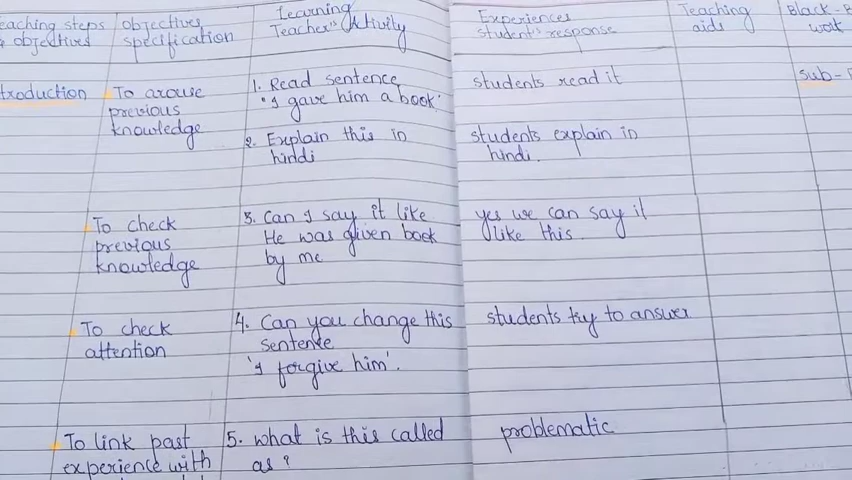 eaching steps
objectives
objectives
specification
Learning
Teacher's Activity
Experiences
student's response
Teaching
aids
Black-B
work
troduction
To arouse
previous
knowledge
1. Read sentence
"I gave him a book"
students read it
sub-
2. Explain this in
hindi
students explain in
hindi.
To check
previous
knowledge
3. Can I say it like
He was given book
by me
yes we can say it
like this.
To check
attention
4. Can you change this
sentence
'I forgive him'.
students try to answer
To link past
experience with
5. what is this called
as?
problematic